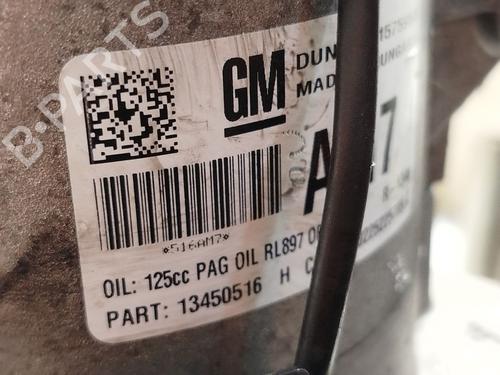 B-PARTS
GM
DUN
MAD
A 7
*516AM7*
OIL: 125cc PAG OIL RL897
PART: 13450516 H C